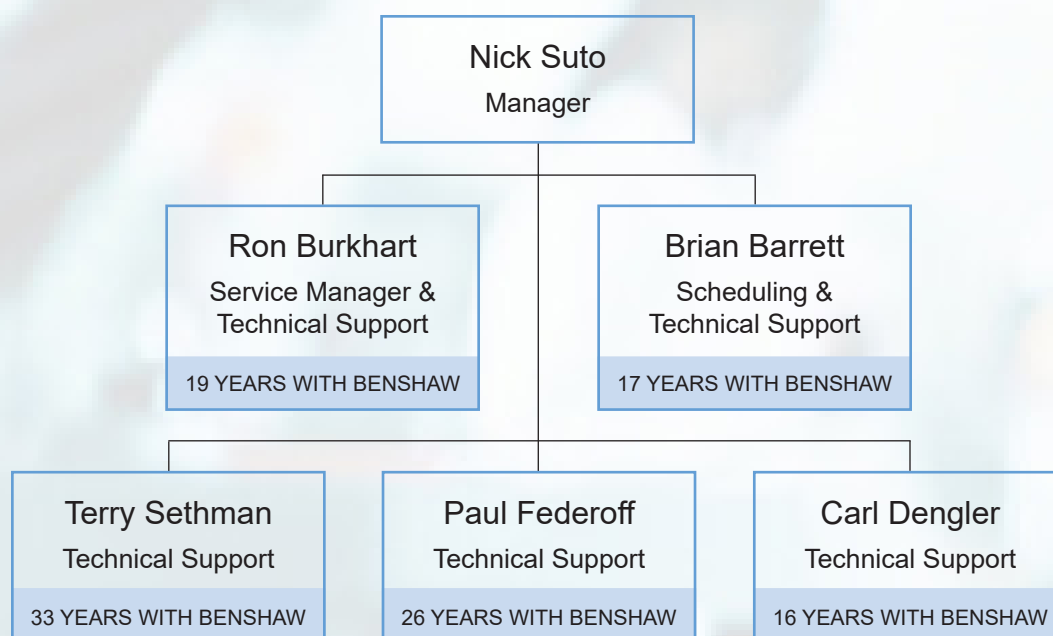 Nick Suto
Manager
Ron Burkhart
Service Manager &
Technical Support
19 YEARS WITH BENSHAW
Brian Barrett
Scheduling &
Technical Support
17 YEARS WITH BENSHAW
Terry Sethman
Technical Support
33 YEARS WITH BENSHAW
Paul Federoff
Technical Support
26 YEARS WITH BENSHAW
Carl Dengler
Technical Support
16 YEARS WITH BENSHAW